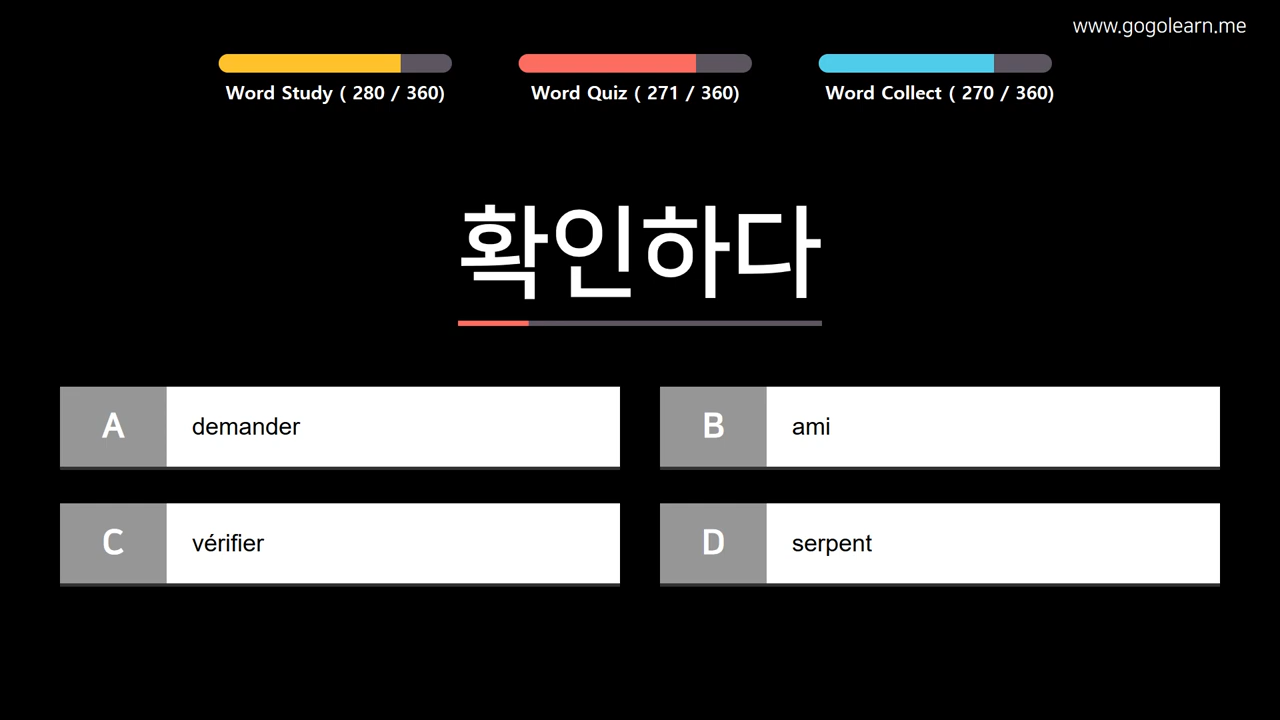 www.gogolearn.me
Word Study ( 280 / 360)
Word Quiz ( 271 / 360)
Word Collect ( 270 / 360)
확인하다
A demander
B ami
C vérifier
D serpent